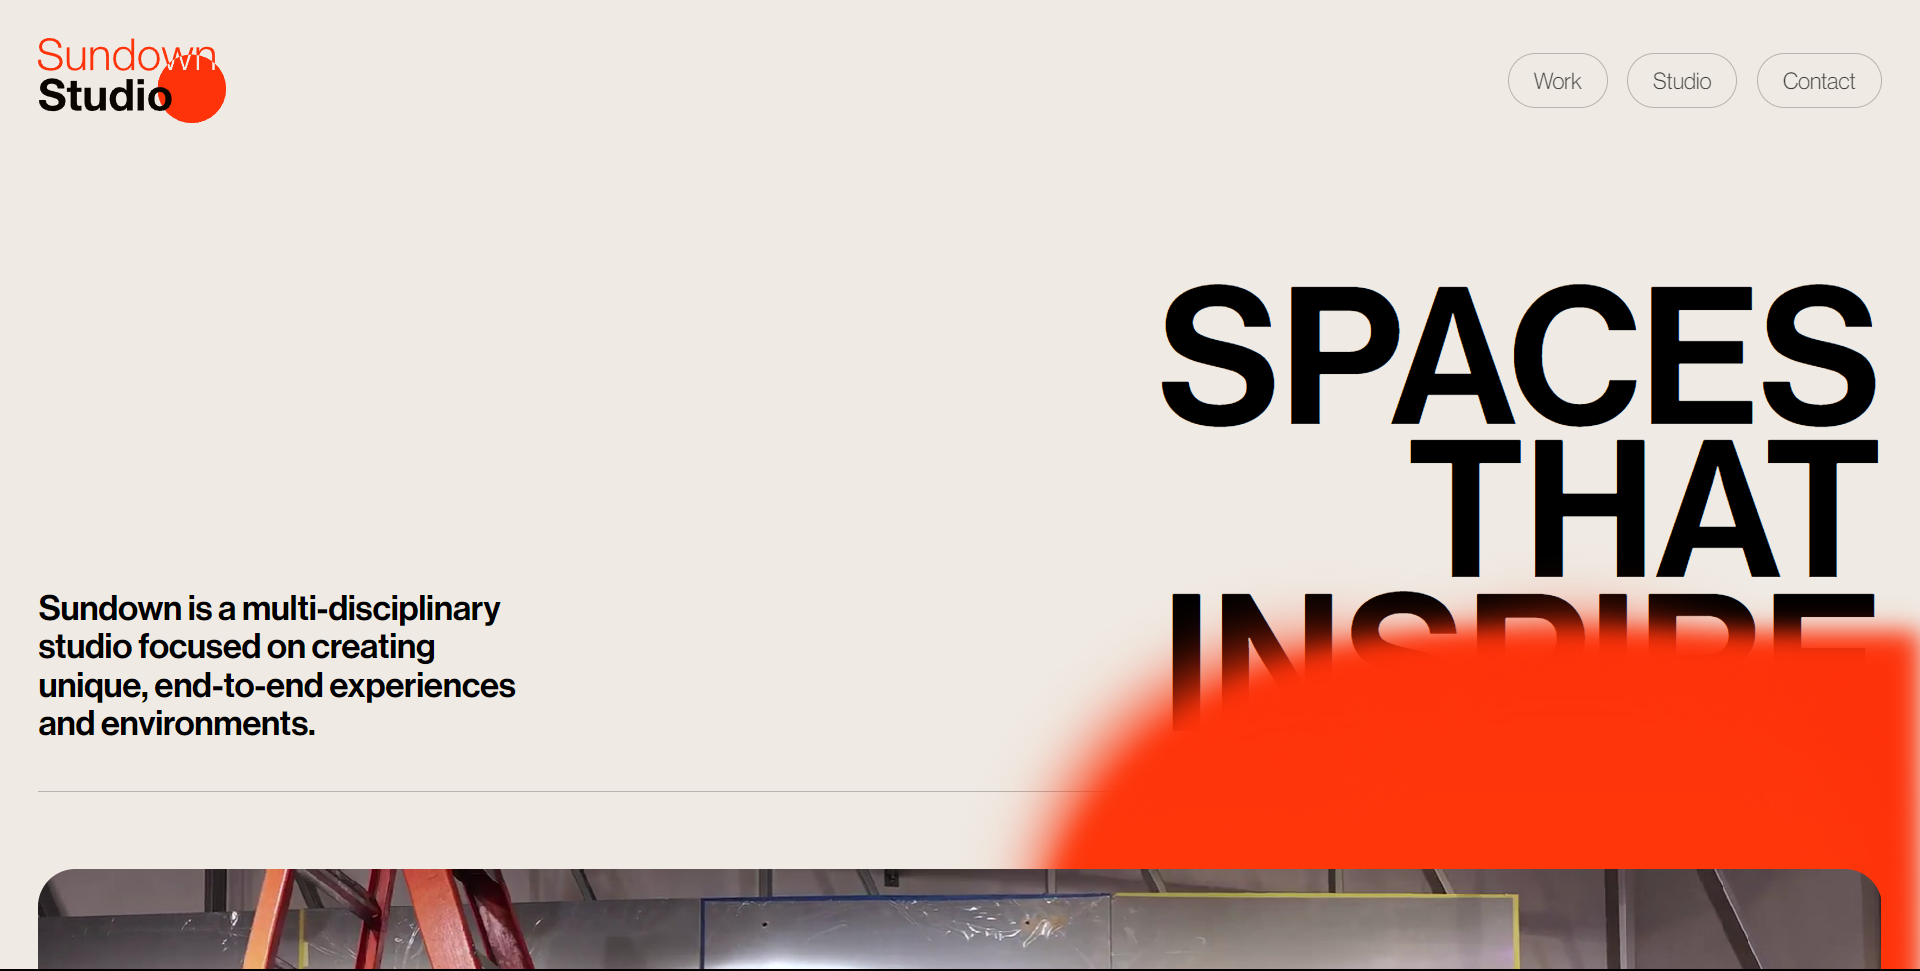 Sundown
Studio
Work
Studio
Contact
SPACES
THAT
INSPIRE
Sundown is a multi-disciplinary
studio focused on creating
unique, end-to-end experiences
and environments.